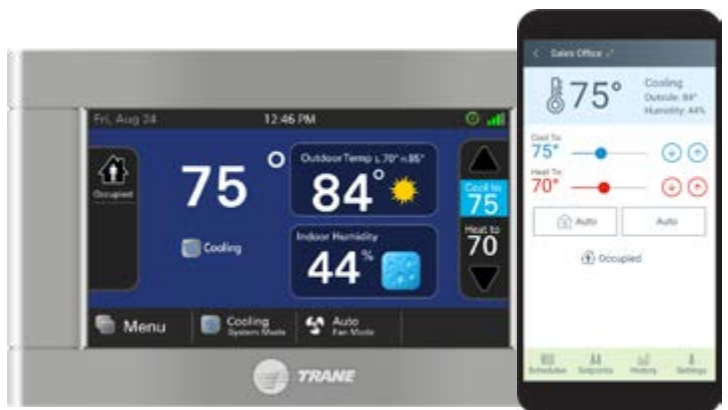 Fri, Aug 24
12:46 PM
Occupied
75°
Cooling
Outdoor Temp L 70° H 85°
84°
Indoor Humidity
44%
Cool to
75
Heat to
70
Menu
Cooling
System Mode
Auto
Fan Mode
TRANE
Sales Office
75°
Cooling
Outside: 84°
Humidity: 44%
Cool To:
75°
Heat To:
70°
Auto
Auto
Occupied
Schedules
Setpoints
History
Settings